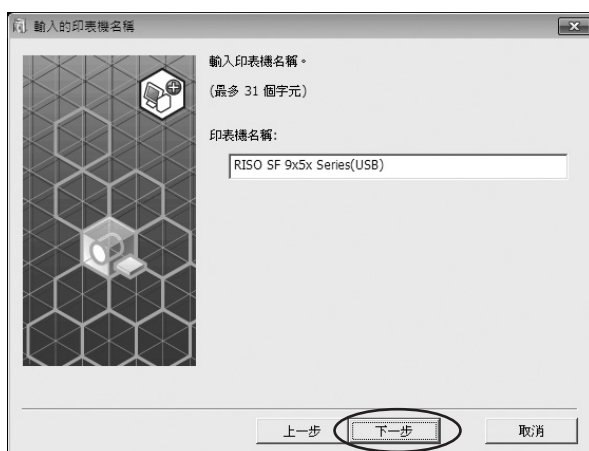 輸入的印表機名稱
輸入印表機名稱。
(最多 31 個字元)
印表機名稱:
RISO SF 9x5x Series(USB)
上一步
下一步
取消